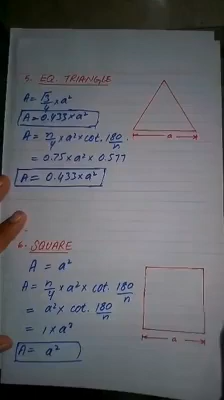 5. EQ. TRIANGLE
A = √3/4 × a²
A = 0.433 × a²
a
A = n/4 × a² × cot. 180/n
= 0.75 × a² × 0.577
A = 0.433 × a²
6. SQUARE
A = a²
A = n/4 × a² × cot. 180/n
= a² × cot. 180/n
= 1 × a²
a
A = a²